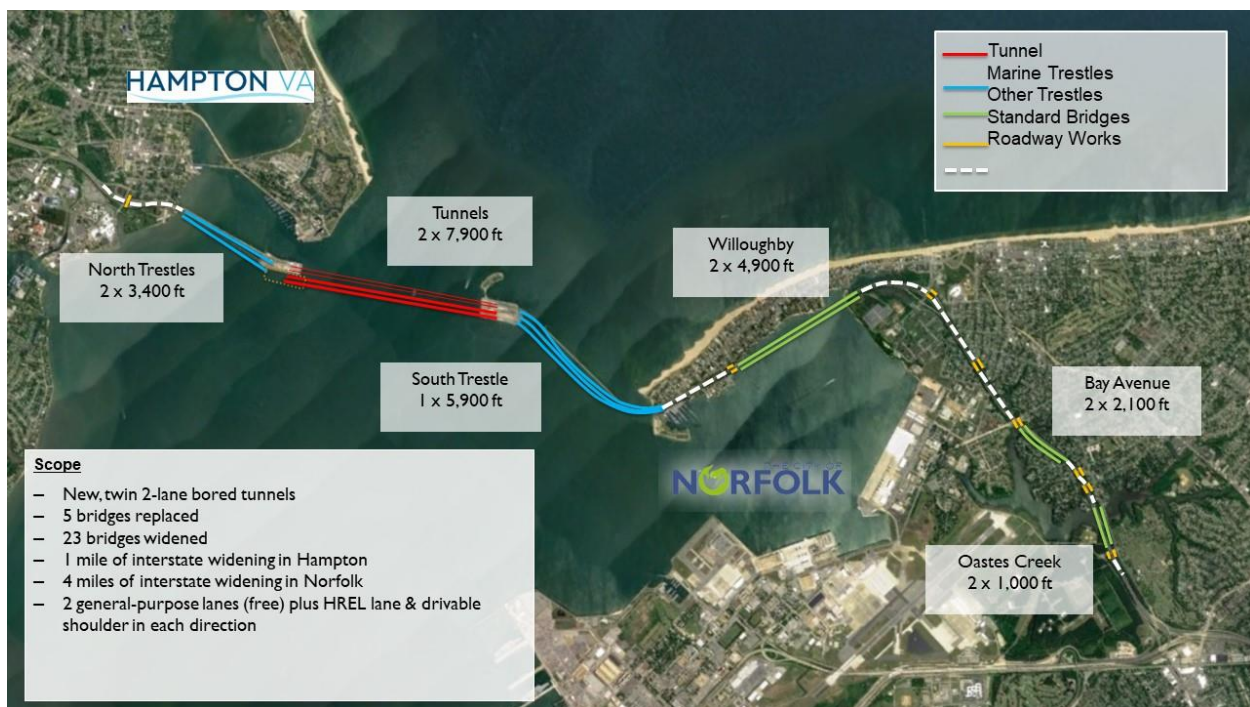 HAMPTON VA
Tunnel
Marine Trestles
Other Trestles
Standard Bridges
Roadway Works
Tunnels
2 x 7,900 ft
North Trestles
2 x 3,400 ft
Willoughby
2 x 4,900 ft
South Trestle
1 x 5,900 ft
Bay Avenue
2 x 2,100 ft
THE CITY OF
NORFOLK
Oastes Creek
2 x 1,000 ft
Scope
– New, twin 2-lane bored tunnels
– 5 bridges replaced
– 23 bridges widened
– 1 mile of interstate widening in Hampton
– 4 miles of interstate widening in Norfolk
– 2 general-purpose lanes (free) plus HREL lane & drivable
shoulder in each direction